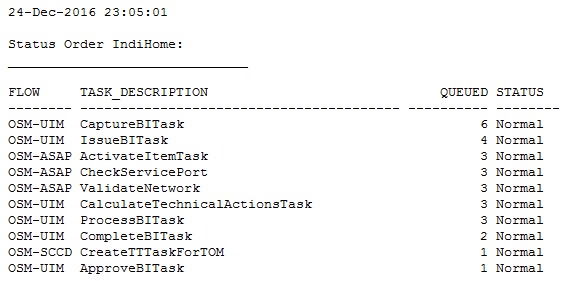 24-Dec-2016 23:05:01
Status Order IndiHome:
FLOW TASK_DESCRIPTION QUEUED STATUS
OSM-UIM CaptureBITask 6 Normal
OSM-UIM IssueBITask 4 Normal
OSM-ASAP ActivateItemTask 3 Normal
OSM-ASAP CheckServicePort 3 Normal
OSM-ASAP ValidateNetwork 3 Normal
OSM-UIM CalculateTechnicalActionsTask 3 Normal
OSM-UIM ProcessBITask 3 Normal
OSM-UIM CompleteBITask 2 Normal
OSM-SCCD CreateTTTaskForTOM 1 Normal
OSM-UIM ApproveBITask 1 Normal